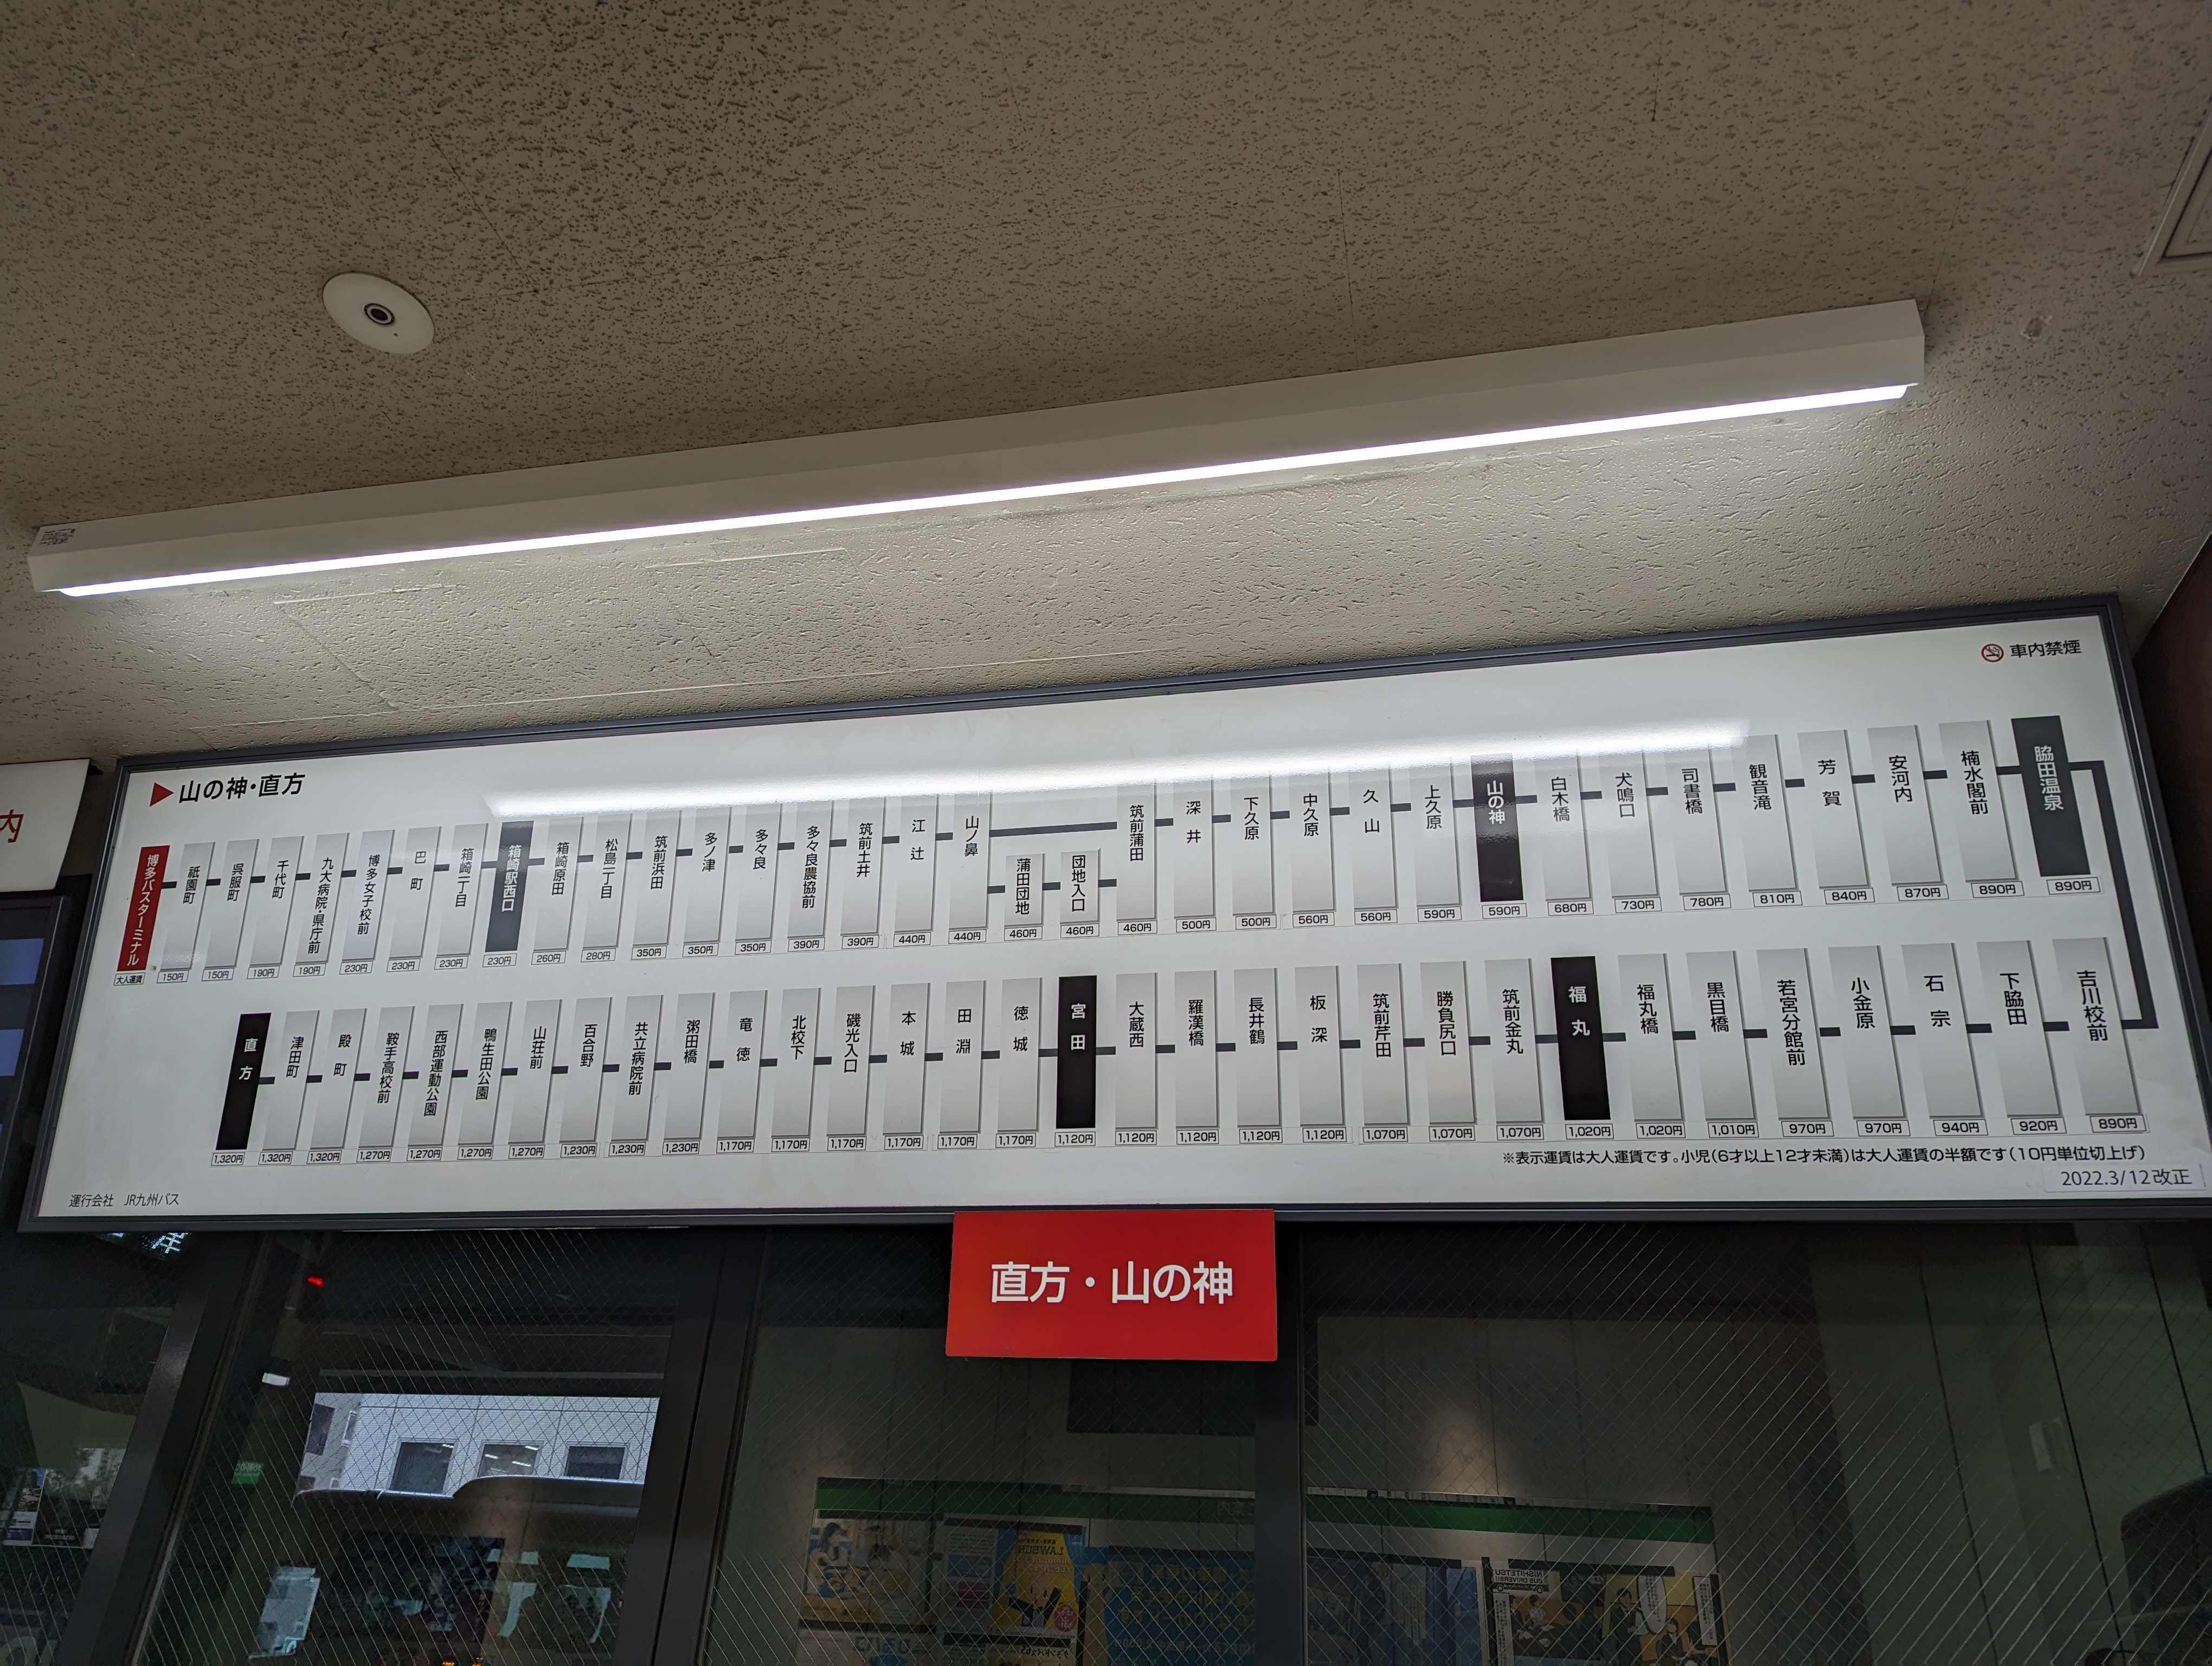 車内禁煙
▶山の神・直方
博多バスターミナル
祇園町
呉服町
千代町
九大病院・県庁前
博多女子校前
巴町
箱崎一丁目
箱崎駅西口
箱崎原田
松島一丁目
筑前浜田
多ノ津
多々良
多々良農協前
筑前土井
江辻
山ノ鼻
蒲田団地
団地入口
筑前蒲田
深井
下久原
中久原
久山
上久原
山の神
白木橋
犬鳴口
司書橋
観音滝
芳賀
安河内
楠水閣前
脇田温泉
大人運賃 150円 150円 190円 190円 230円 230円 230円 230円 260円 280円 350円 350円 350円 390円 390円 440円 440円 460円 460円 460円 500円 500円 560円 560円 590円 590円 680円 730円 780円 810円 840円 870円 890円 890円
直方
津田町
殿町
鞍手高校前
西部運動公園
鴨生田公園
山荘前
百合野
共立病院前
粥田橋
竜徳
北校下
磯光入口
本城
田淵
徳城
宮田
大蔵西
羅漢橋
長井鶴
板深
筑前芹田
勝負尻口
筑前金丸
福丸
福丸橋
黒目橋
若宮分館前
小金原
石宗
下脇田
吉川校前
1,320円 1,320円 1,320円 1,270円 1,270円 1,270円 1,270円 1,230円 1,230円 1,230円 1,170円 1,170円 1,170円 1,170円 1,170円 1,170円 1,120円 1,120円 1,120円 1,120円 1,120円 1,070円 1,070円 1,070円 1,020円 1,020円 1,010円 970円 970円 940円 920円 890円
※表示運賃は大人運賃です。小児(6才以上12才未満)は大人運賃の半額です(10円単位切上げ)
2022.3/12改正
運行会社 JR九州バス
直方・山の神
内